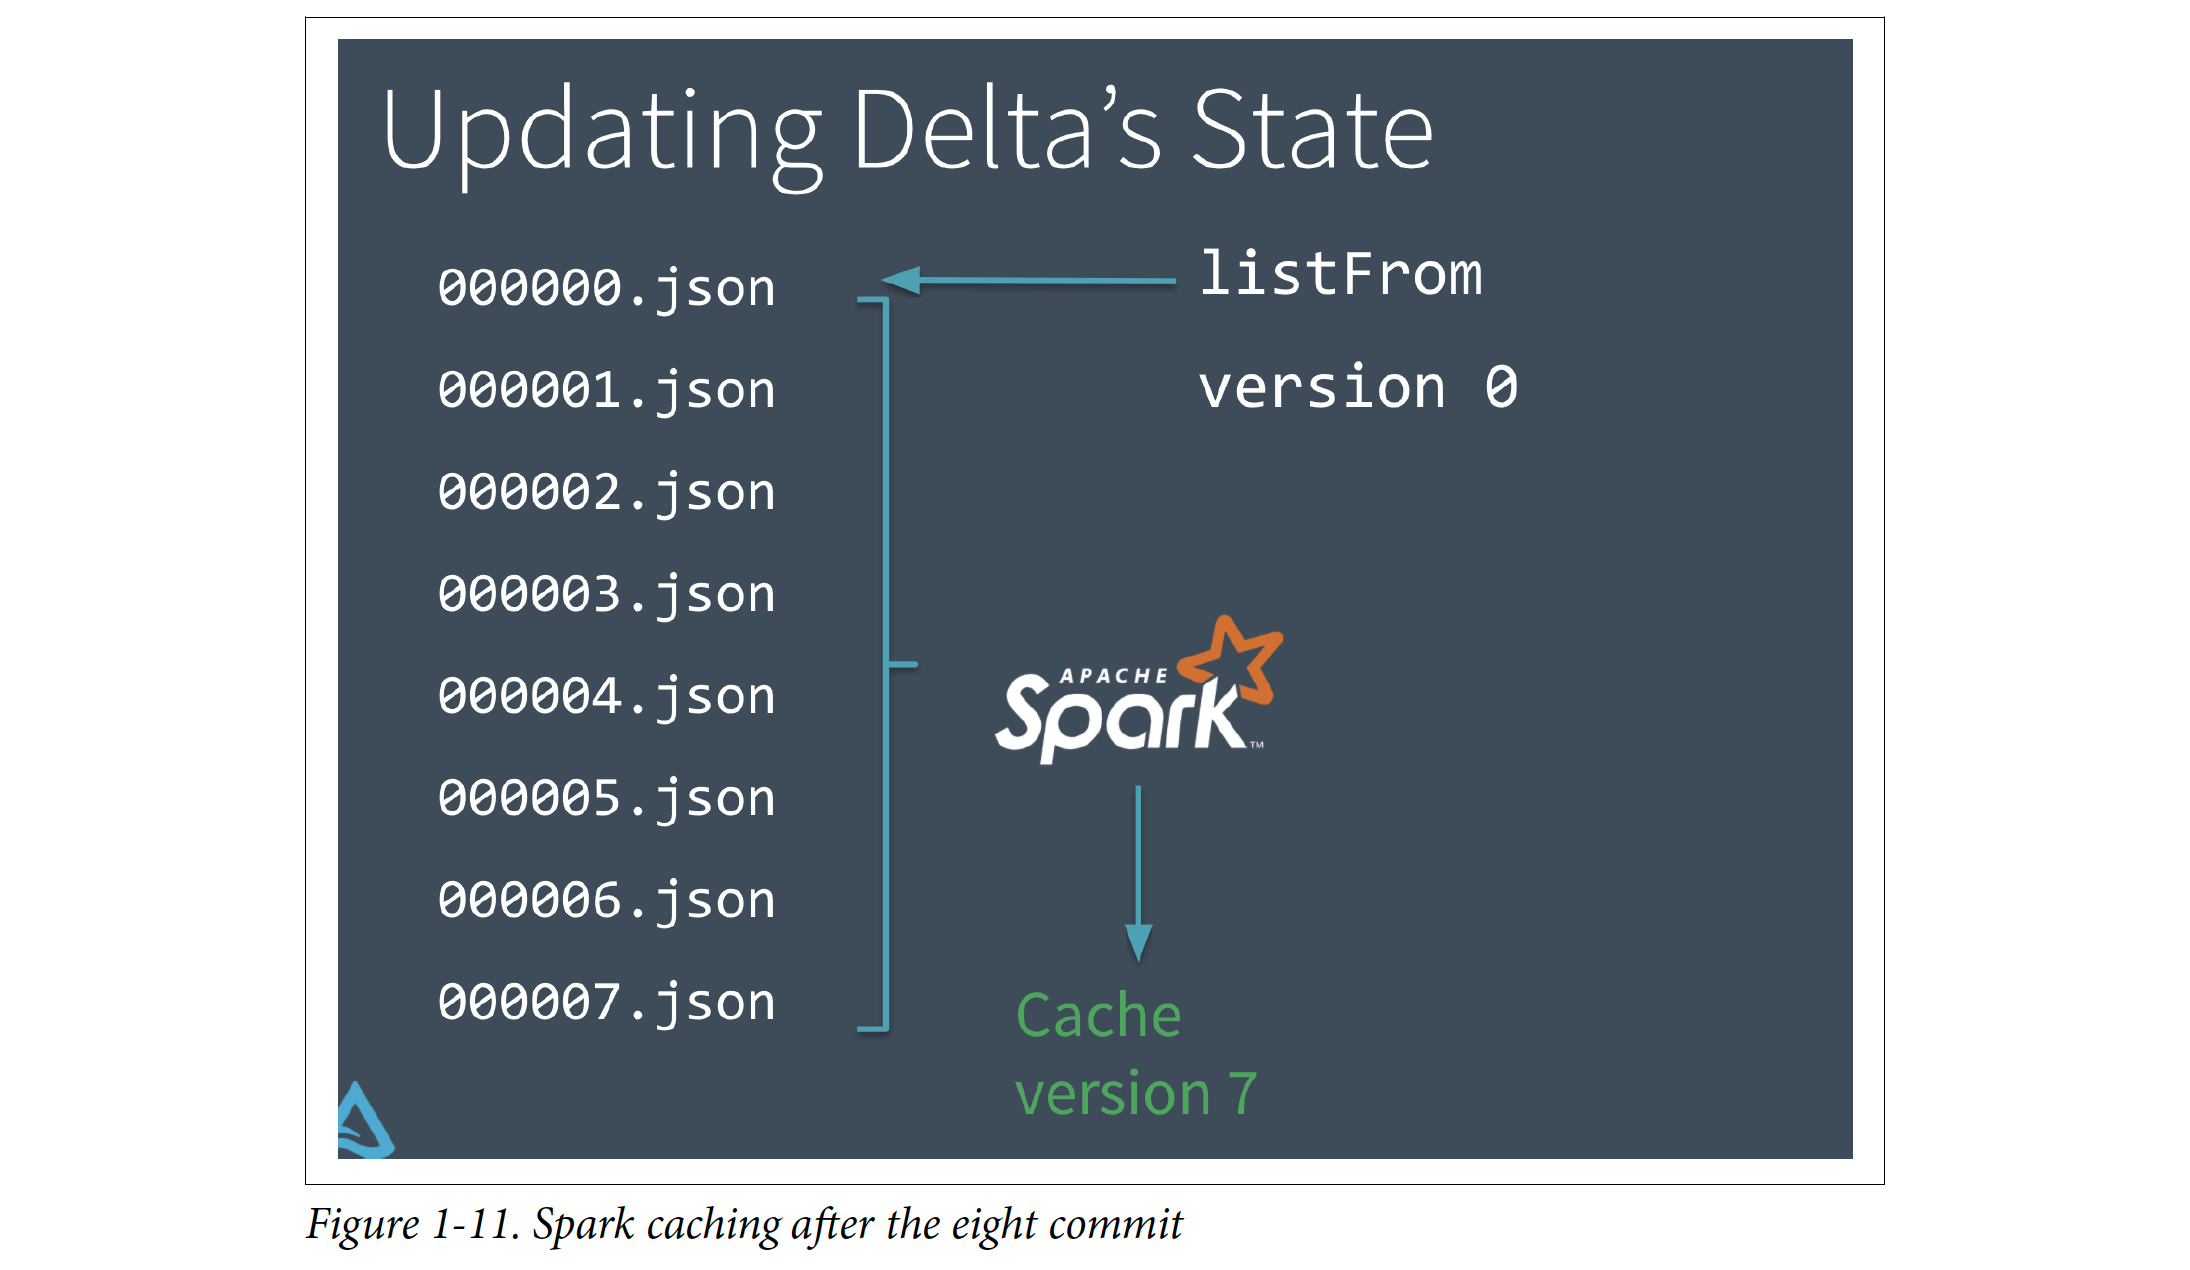 Updating Delta’s State
000000.json
000001.json
000002.json
000003.json
000004.json
000005.json
000006.json
000007.json
listFrom
version 0
APACHE
Spark™
Cache
version 7
Figure 1-11. Spark caching after the eight commit